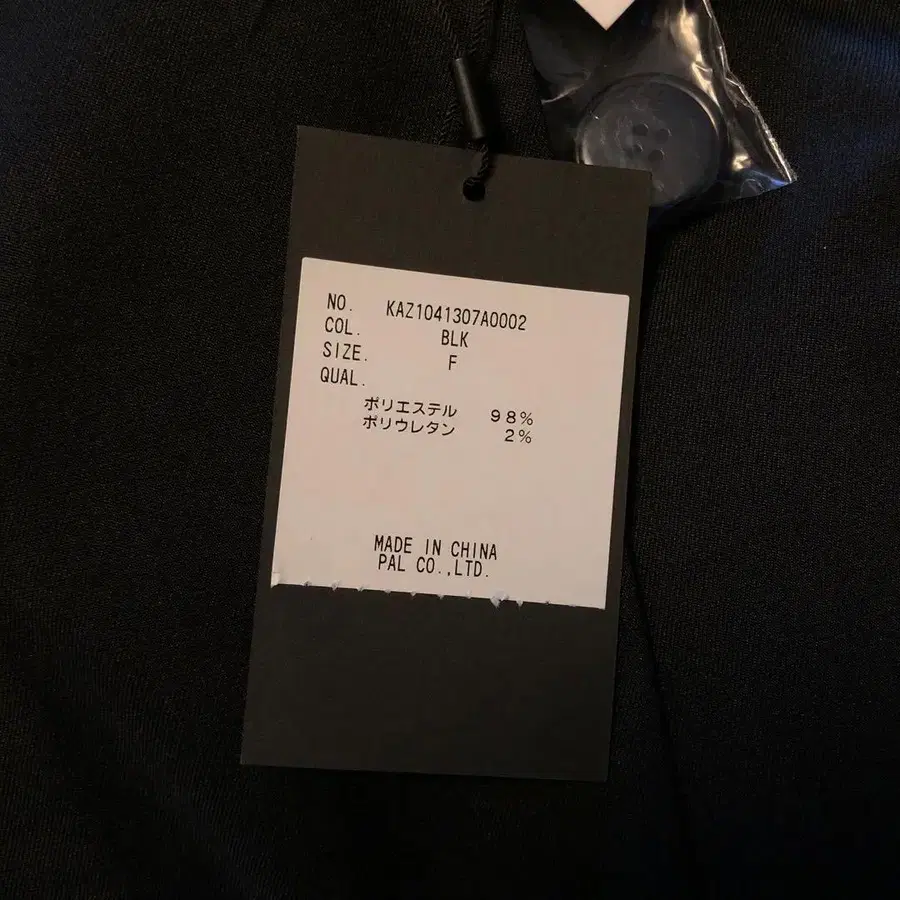 NO. KAZ1041307A0002
COL. BLK
SIZE. F
QUAL.
ポリエステル 98%
ポリウレタン 2%
MADE IN CHINA
PAL CO.,LTD.